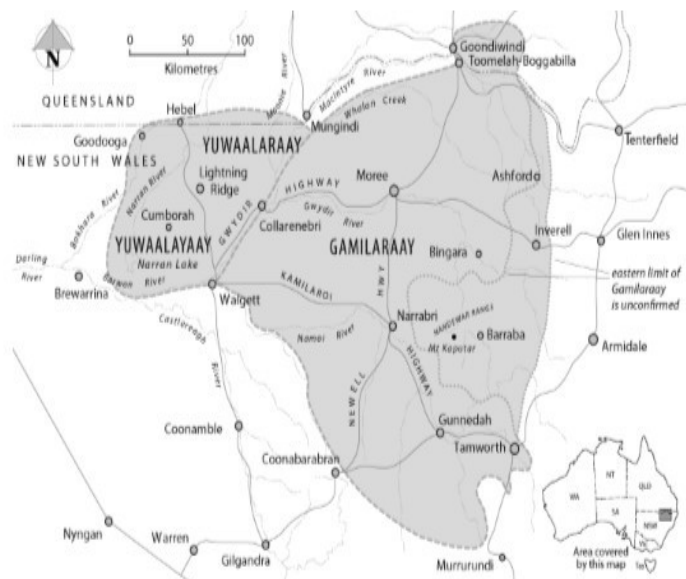 N
0
50
100
Kilometres
Goondiwindi
Toomelah-Boggabilla
QUEENSLAND
Hebel
Moonie River
MacIntyre River
Whalan Creek
Mungindi
Goodooga
YUWAALARAAY
NEW SOUTH WALES
Tenterfield
Lightning
Ridge
Narran River
Bokhara River
GWYDIR HIGHWAY
Moree
Ashford
Gwydir River
Collarenebri
Cumborah
YUWAALAYAAY
Narran Lake
GAMILARAAY
Inverell
Glen Innes
Bingara
Darling
River
Brewarrina
Barwon River
Walgett
KAMILAROI
HIGHWAY
HWY
eastern limit of
Gamilaraay
is unconfirmed
Castlereagh
River
Namoi River
Narrabri
NANDEWAR RANGE
Mt Kaputar
Barraba
Armidale
NEWELL
Gunnedah
Coonamble
Tamworth
Coonabarabran
NT
QLD
WA
SA
NSW
Nyngan
Warren
Gilgandra
Murrurundi
Area covered
by this map